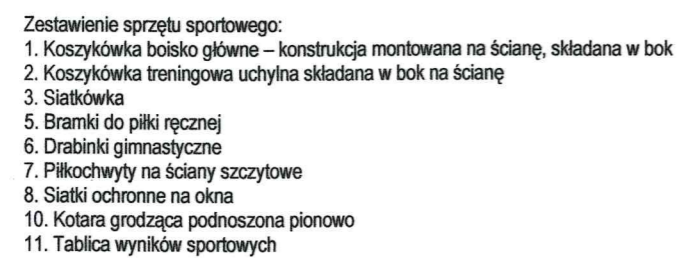 Zestawienie sprzętu sportowego:
1. Koszykówka boisko główne – konstrukcja montowana na ścianę, składana w bok
2. Koszykówka treningowa uchylna składana w bok na ścianę
3. Siatkówka
5. Bramki do piłki ręcznej
6. Drabinki gimnastyczne
7. Piłkochwyty na ściany szczytowe
8. Siatki ochronne na okna
10. Kotara grodząca podnoszona pionowo
11. Tablica wyników sportowych